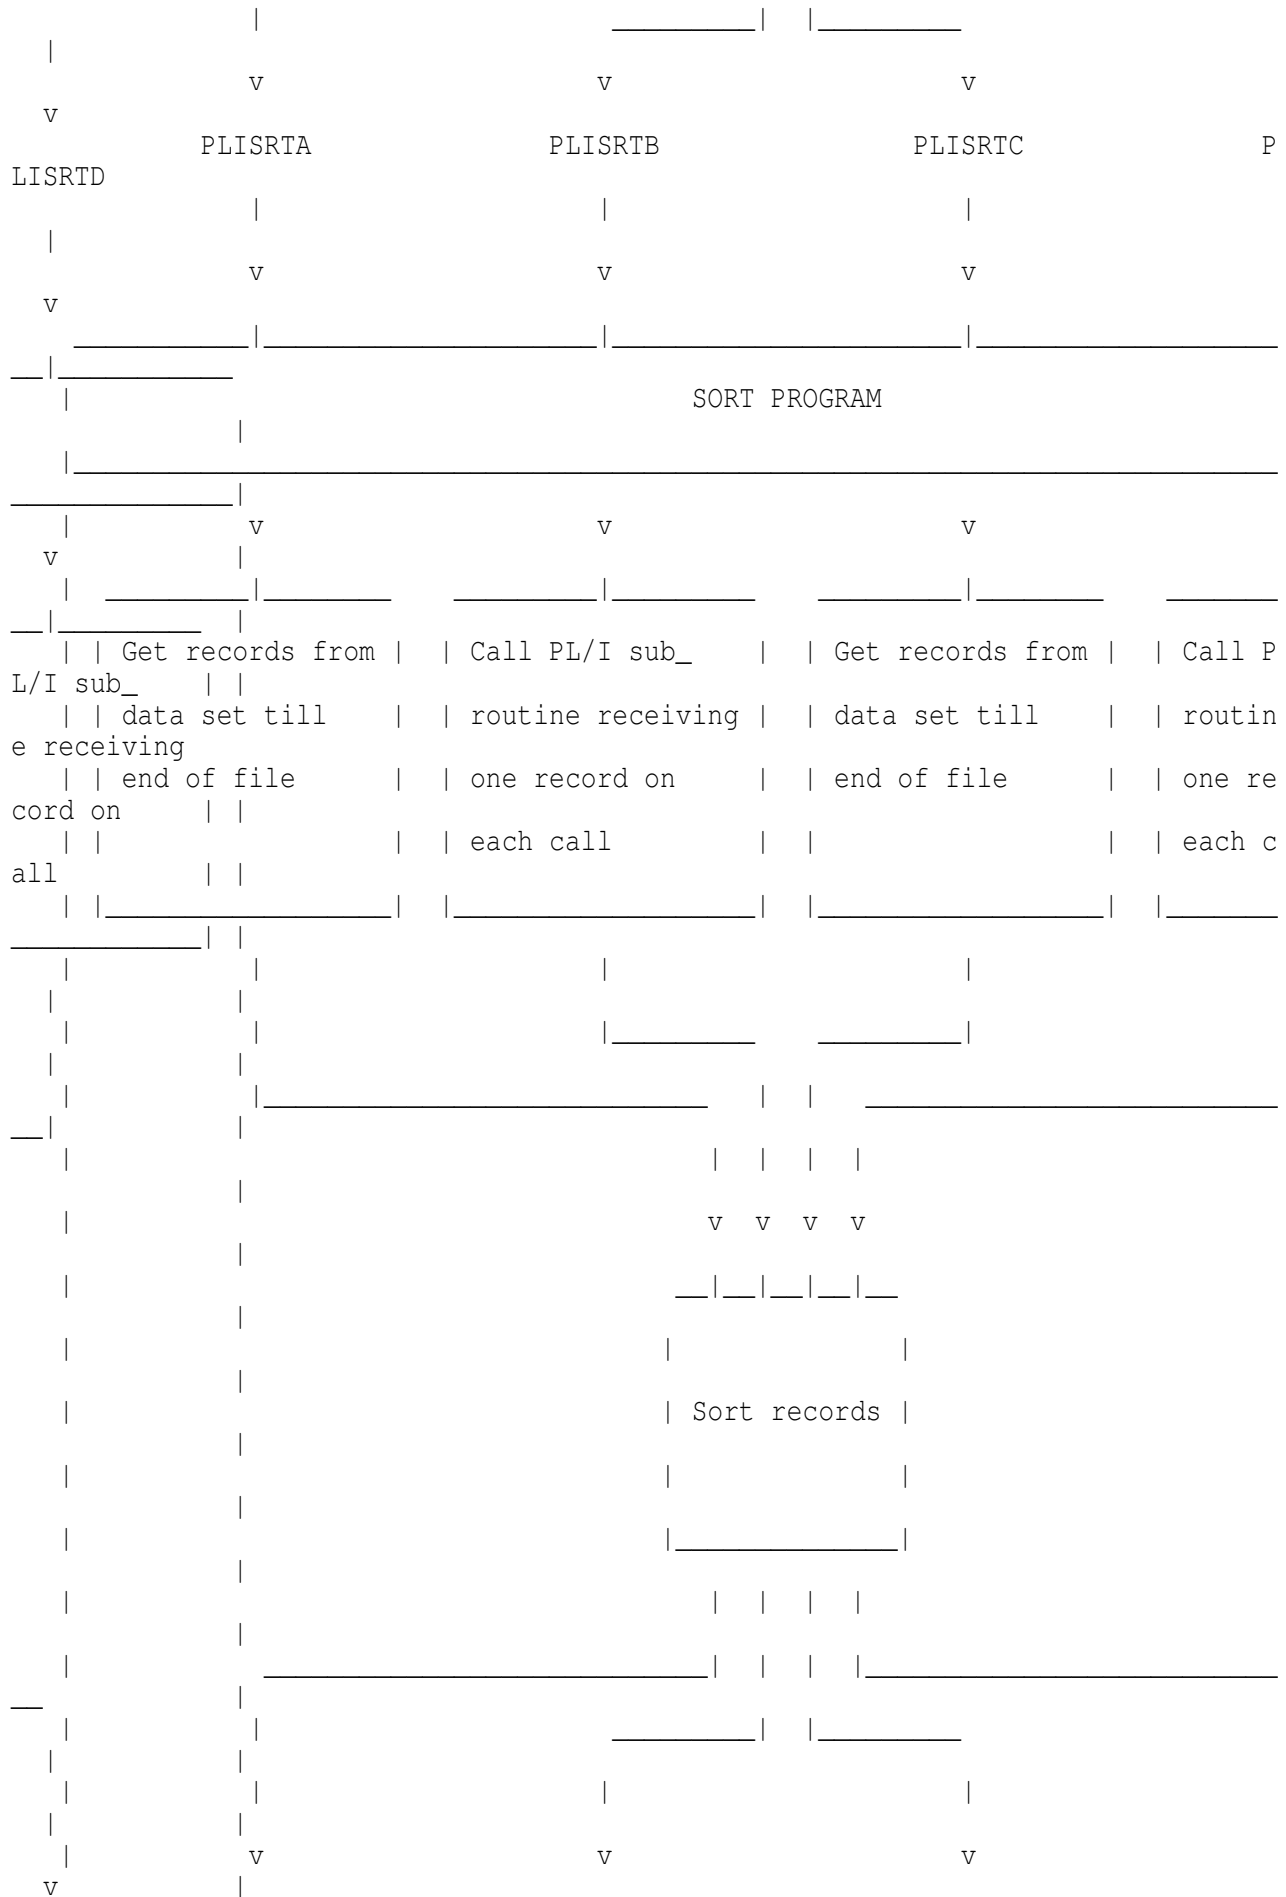 PLISRTA PLISRTB PLISRTC P
LISRTD
SORT PROGRAM
Get records from | | Call PL/I sub_ | | Get records from | | Call P
L/I sub_
data set till | | routine receiving | | data set till | | routin
e receiving
end of file | | one record on | | end of file | | one re
cord on
each call | | | | each c
all
Sort records